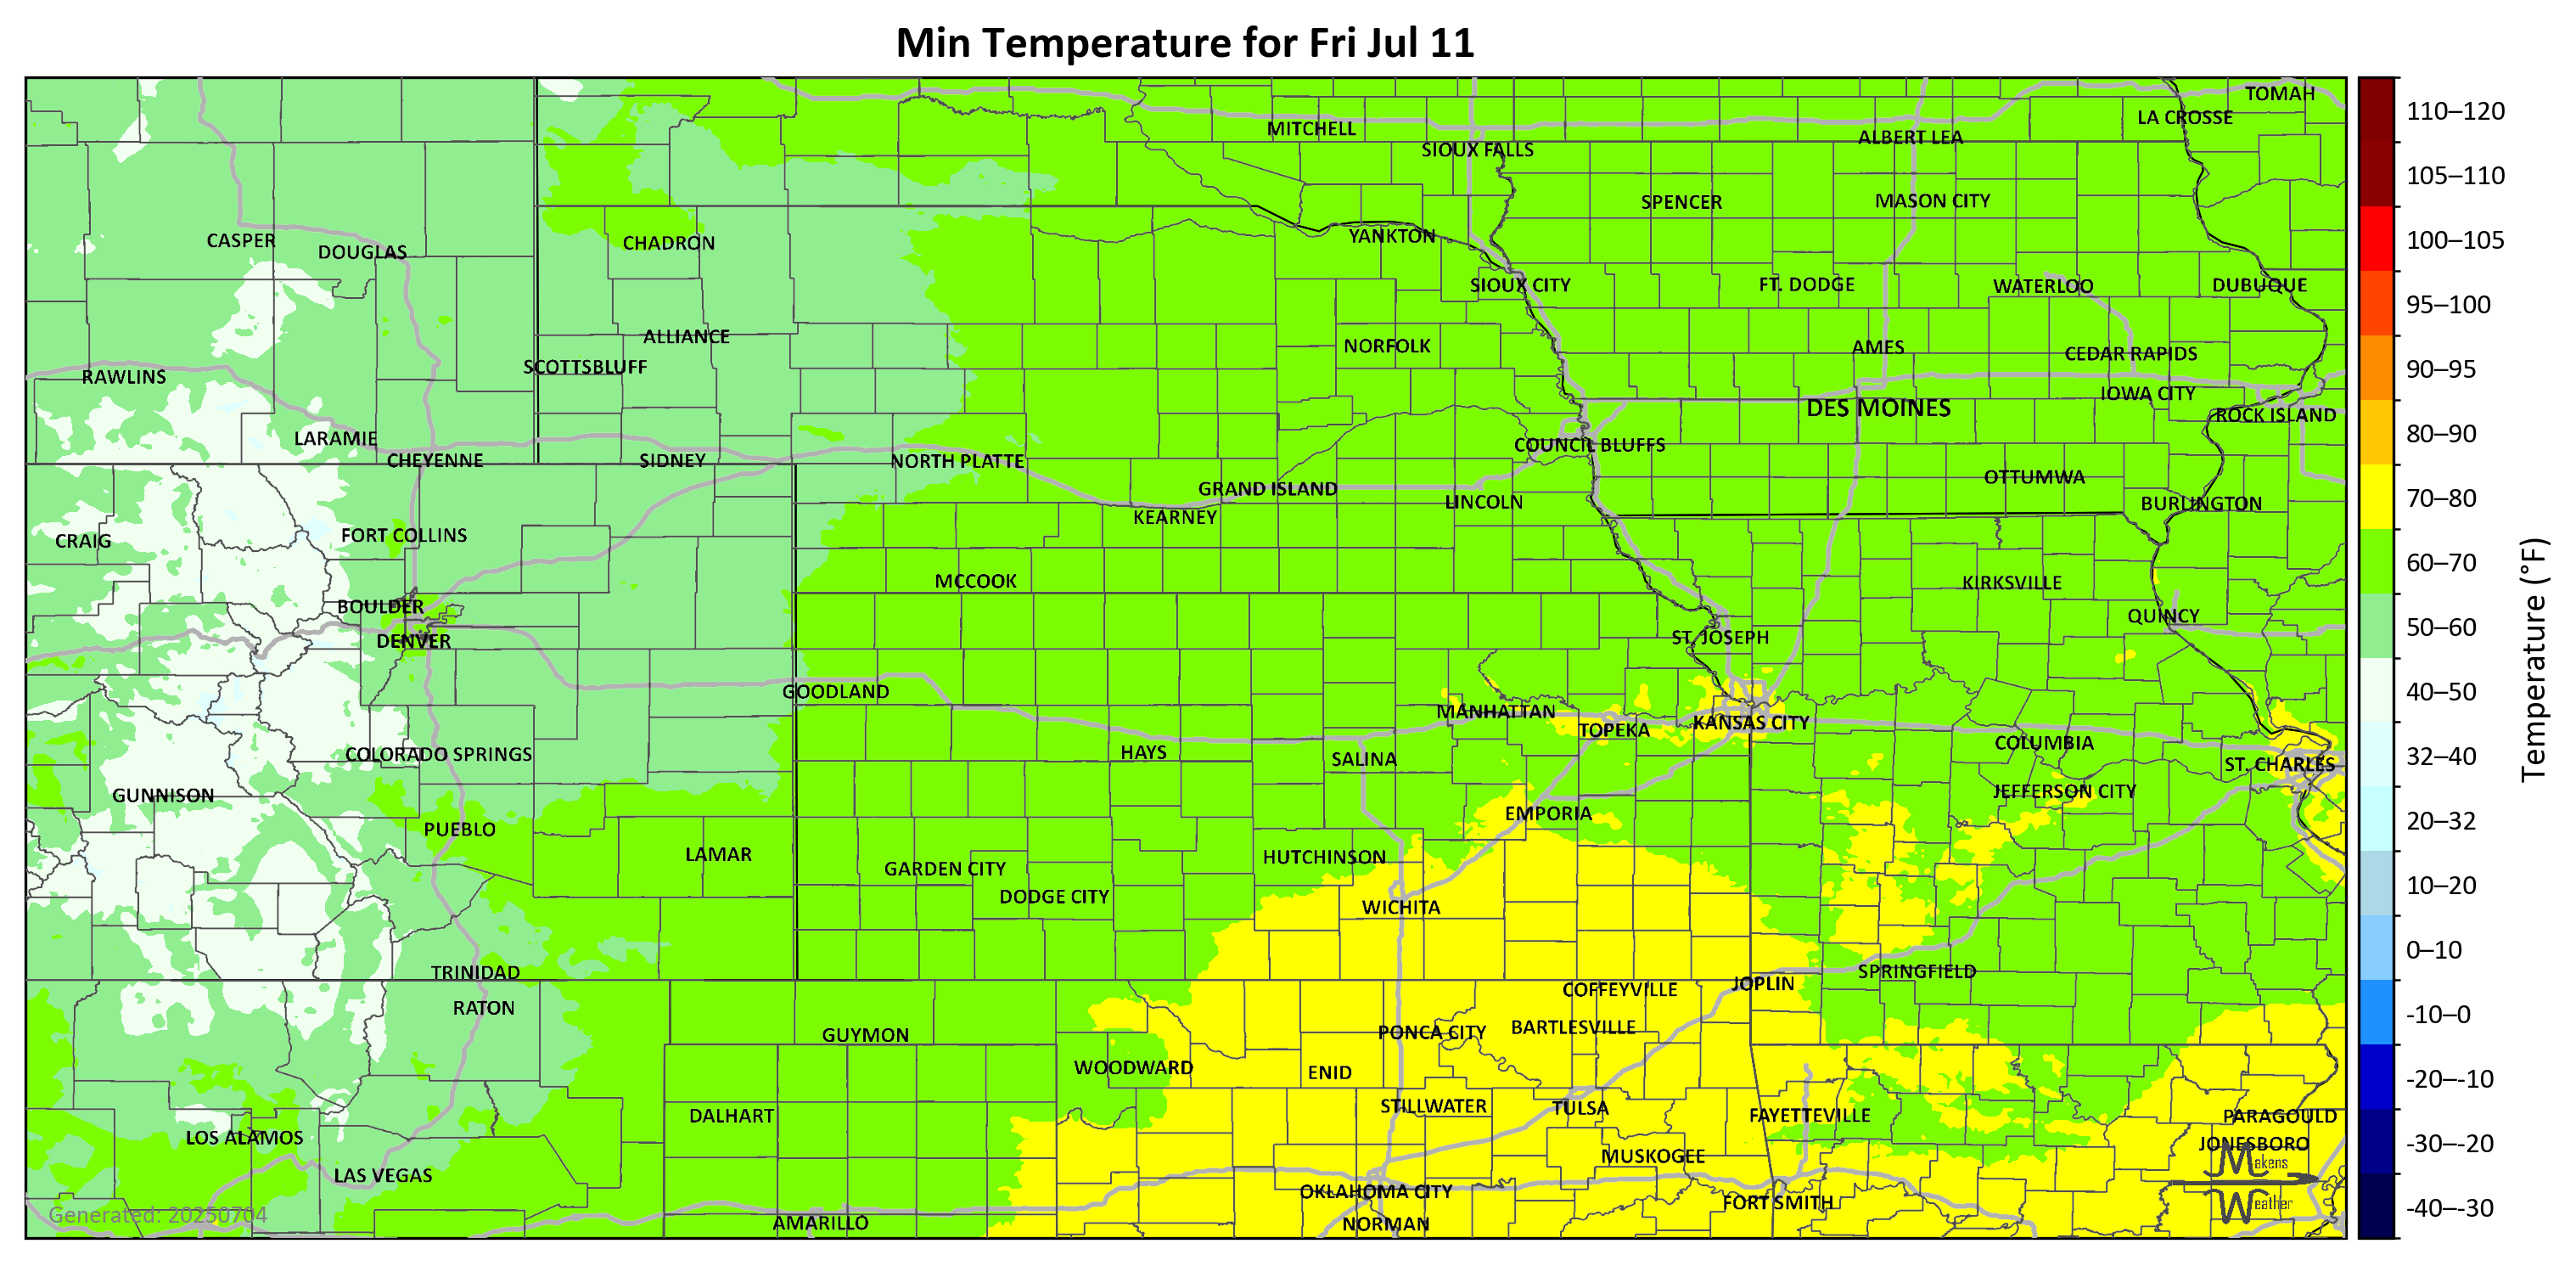 Min Temperature for Fri Jul 11
TOMAH
LA CROSSE
MITCHELL
ALBERT LEA
SIOUX FALLS
SPENCER
MASON CITY
YANKTON
CASPER
CHADRON
DOUGLAS
SIOUX CITY
FT. DODGE
WATERLOO
DUBUQUE
ALLIANCE
NORFOLK
AMES
CEDAR RAPIDS
SCOTTSBLUFF
RAWLINS
IOWA CITY
DES MOINES
ROCK ISLAND
LARAMIE
COUNCIL BLUFFS
CHEYENNE
SIDNEY
NORTH PLATTE
OTTUMWA
GRAND ISLAND
LINCOLN
BURLINGTON
KEARNEY
FORT COLLINS
CRAIG
MCCOOK
KIRKSVILLE
BOULDER
QUINCY
DENVER
ST. JOSEPH
GOODLAND
MANHATTAN
TOPEKA
KANSAS CITY
COLUMBIA
COLORADO SPRINGS
HAYS
SALINA
ST. CHARLES
GUNNISON
JEFFERSON CITY
EMPORIA
PUEBLO
LAMAR
HUTCHINSON
GARDEN CITY
DODGE CITY
WICHITA
TRINIDAD
SPRINGFIELD
JOPLIN
COFFEYVILLE
RATON
GUYMON
PONCA CITY
BARTLESVILLE
WOODWARD
ENID
DALHART
STILLWATER
TULSA
FAYETTEVILLE
PARAGOULD
LOS ALAMOS
JONESBORO
MUSKOGEE
LAS VEGAS
OKLAHOMA CITY
FORT SMITH
AMARILLO
NORMAN
Generated: 20250704
Makens
Weather
110–120
105–110
100–105
95–100
90–95
80–90
70–80
60–70
50–60
40–50
32–40
20–32
10–20
0–10
-10–0
-20–-10
-30–-20
-40–-30
Temperature (°F)